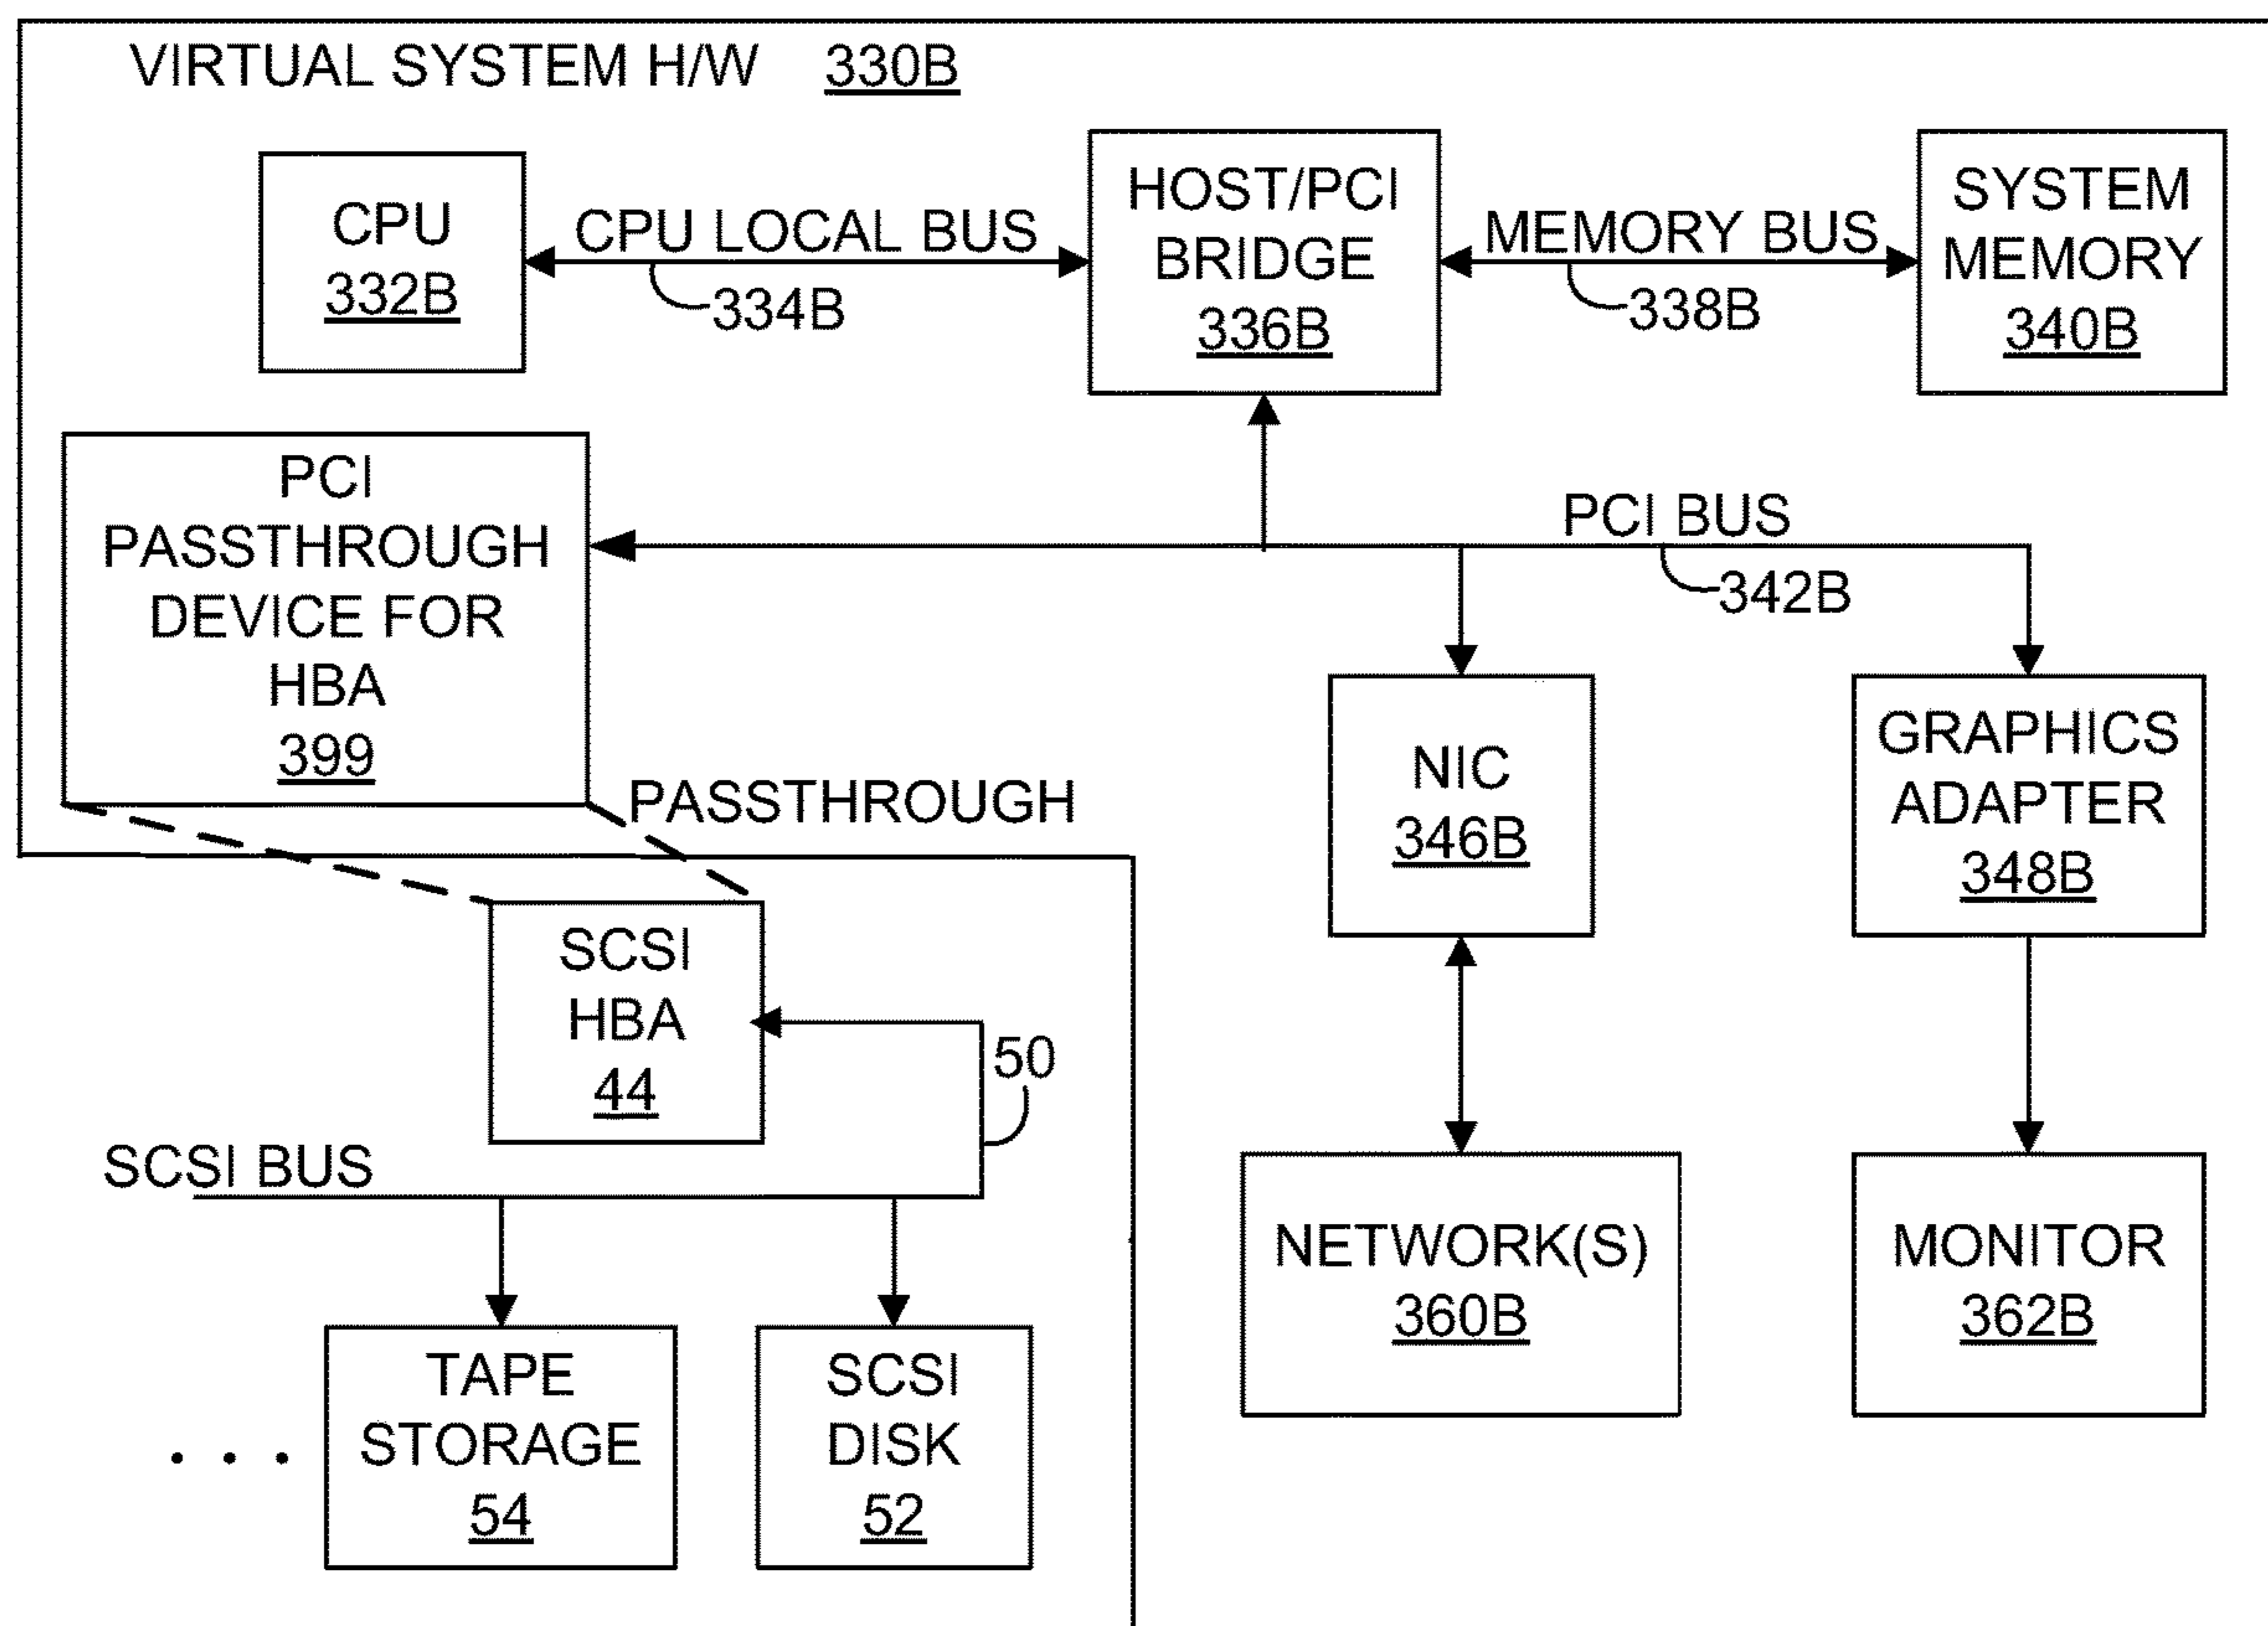 VIRTUAL SYSTEM H/W 330B
CPU
332B
CPU LOCAL BUS
334B
HOST/PCI
BRIDGE
336B
MEMORY BUS
338B
SYSTEM
MEMORY
340B
PCI
PASSTHROUGH
DEVICE FOR
HBA
399
PCI BUS
342B
PASSTHROUGH
NIC
346B
GRAPHICS
ADAPTER
348B
SCSI
HBA
44
50
SCSI BUS
NETWORK(S)
360B
MONITOR
362B
. . .
TAPE
STORAGE
54
SCSI
DISK
52